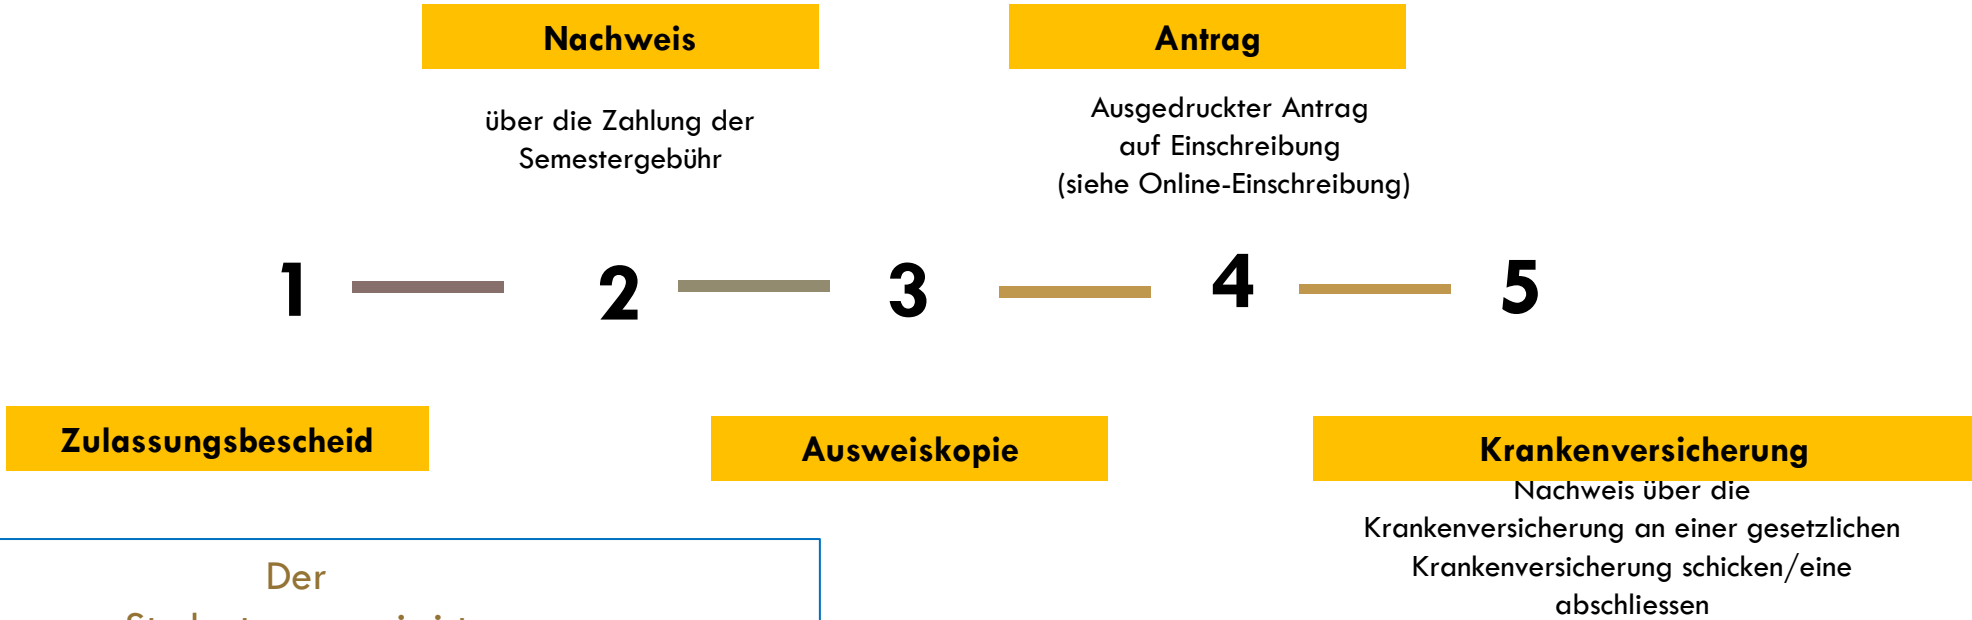 Nachweis
über die Zahlung der
Semestergebühr
Antrag
Ausgedruckter Antrag
auf Einschreibung
(siehe Online-Einschreibung)
1
2
3
4
5
Zulassungsbescheid
Ausweiskopie
Krankenversicherung
Nachweis über die
Krankenversicherung an einer gesetzlichen
Krankenversicherung schicken/eine
abschliessen
Der